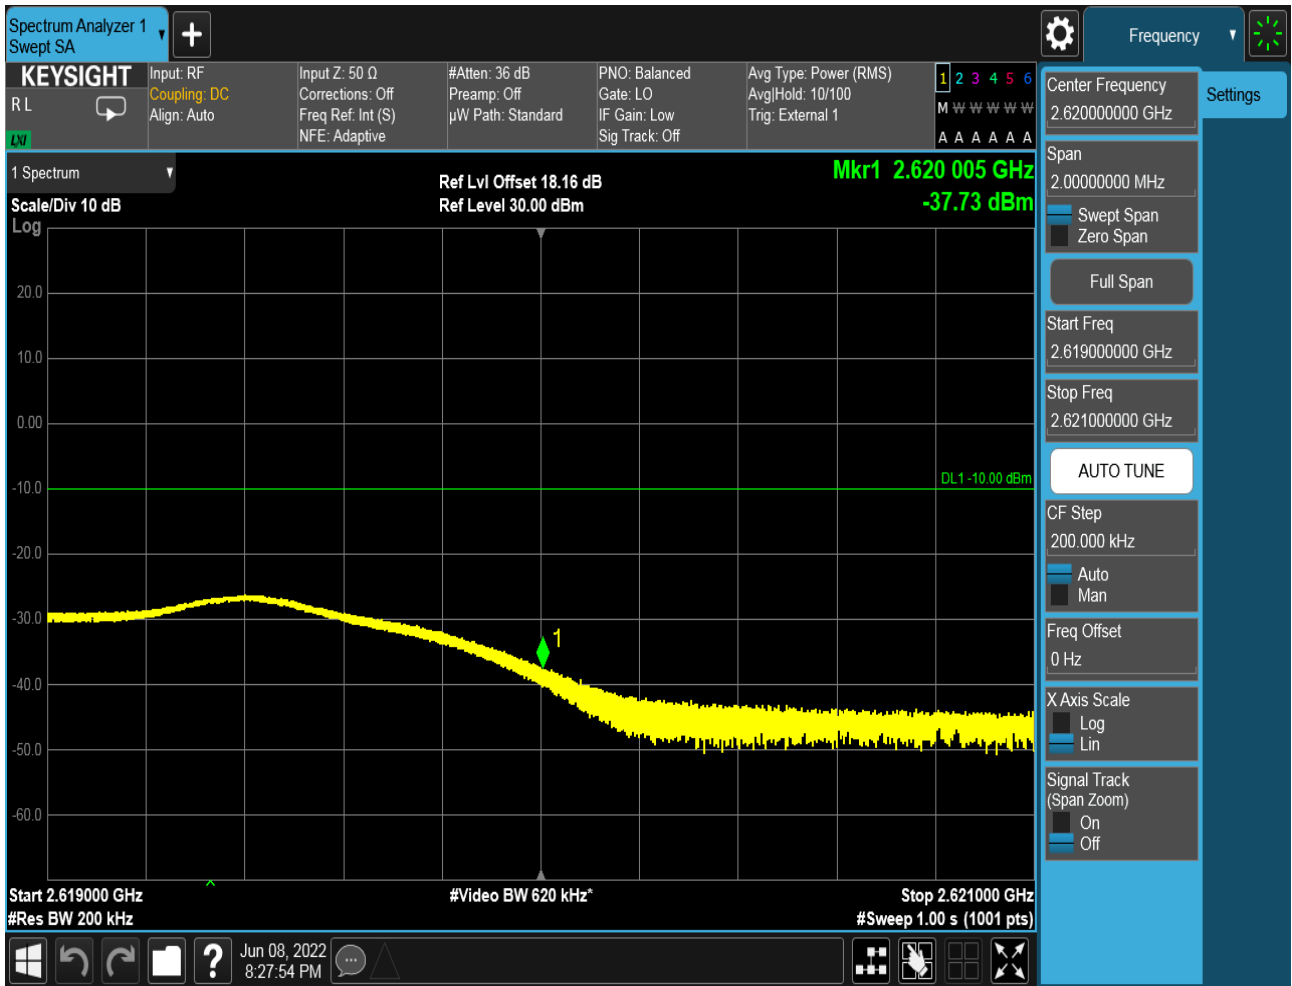 Spectrum Analyzer 1
Swept SA
Frequency
KEYSIGHT
R L
LXI
Input: RF
Coupling: DC
Align: Auto
Input Z: 50 Ω
Corrections: Off
Freq Ref: Int (S)
NFE: Adaptive
#Atten: 36 dB
Preamp: Off
µW Path: Standard
PNO: Balanced
Gate: LO
IF Gain: Low
Sig Track: Off
Avg Type: Power (RMS)
Avg|Hold: 10/100
Trig: External 1
1 2 3 4 5 6
M W W W W W
A A A A A A
1 Spectrum
Scale/Div 10 dB
Log
Ref Lvl Offset 18.16 dB
Ref Level 30.00 dBm
Mkr1 2.620 005 GHz
-37.73 dBm
20.0
10.0
0.00
-10.0
-20.0
-30.0
-40.0
-50.0
-60.0
DL1 -10.00 dBm
1
Start 2.619000 GHz
#Res BW 200 kHz
#Video BW 620 kHz*
Stop 2.621000 GHz
#Sweep 1.00 s (1001 pts)
Jun 08, 2022
8:27:54 PM
Center Frequency
2.620000000 GHz
Settings
Span
2.00000000 MHz
Swept Span
Zero Span
Full Span
Start Freq
2.619000000 GHz
Stop Freq
2.621000000 GHz
AUTO TUNE
CF Step
200.000 kHz
Auto
Man
Freq Offset
0 Hz
X Axis Scale
Log
Lin
Signal Track
(Span Zoom)
On
Off